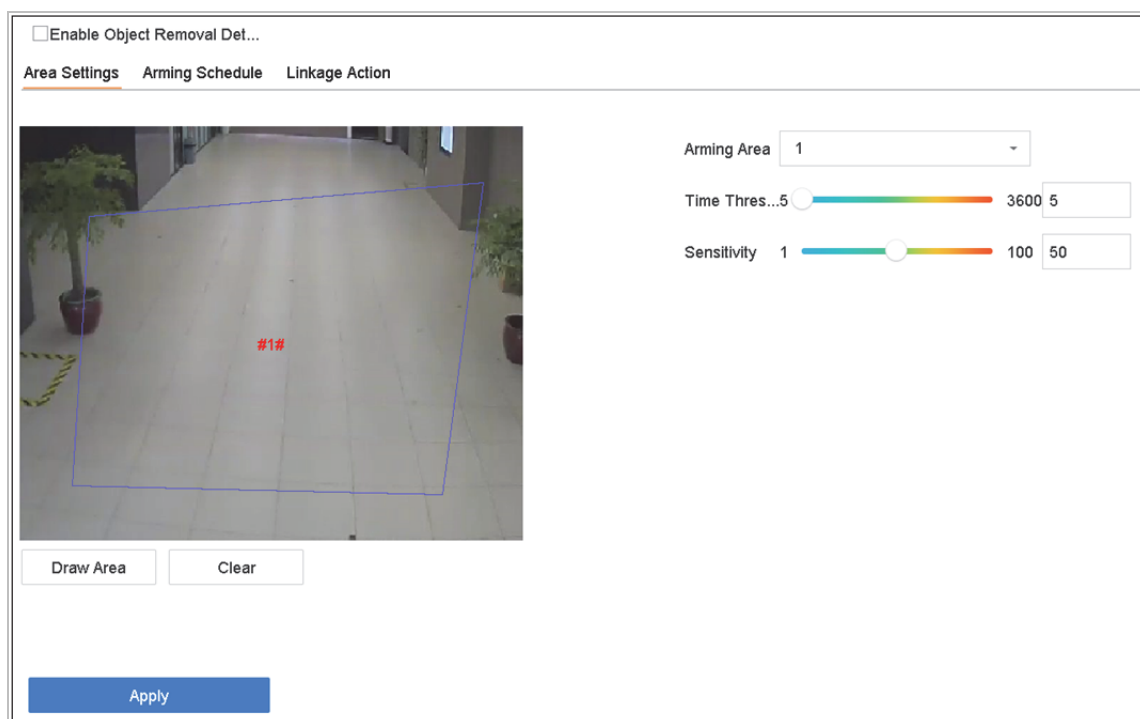 Enable Object Removal Det...
Area Settings Arming Schedule Linkage Action
Arming Area 1
Time Thres...5 3600 5
Sensitivity 1 100 50
#1#
Draw Area Clear
Apply